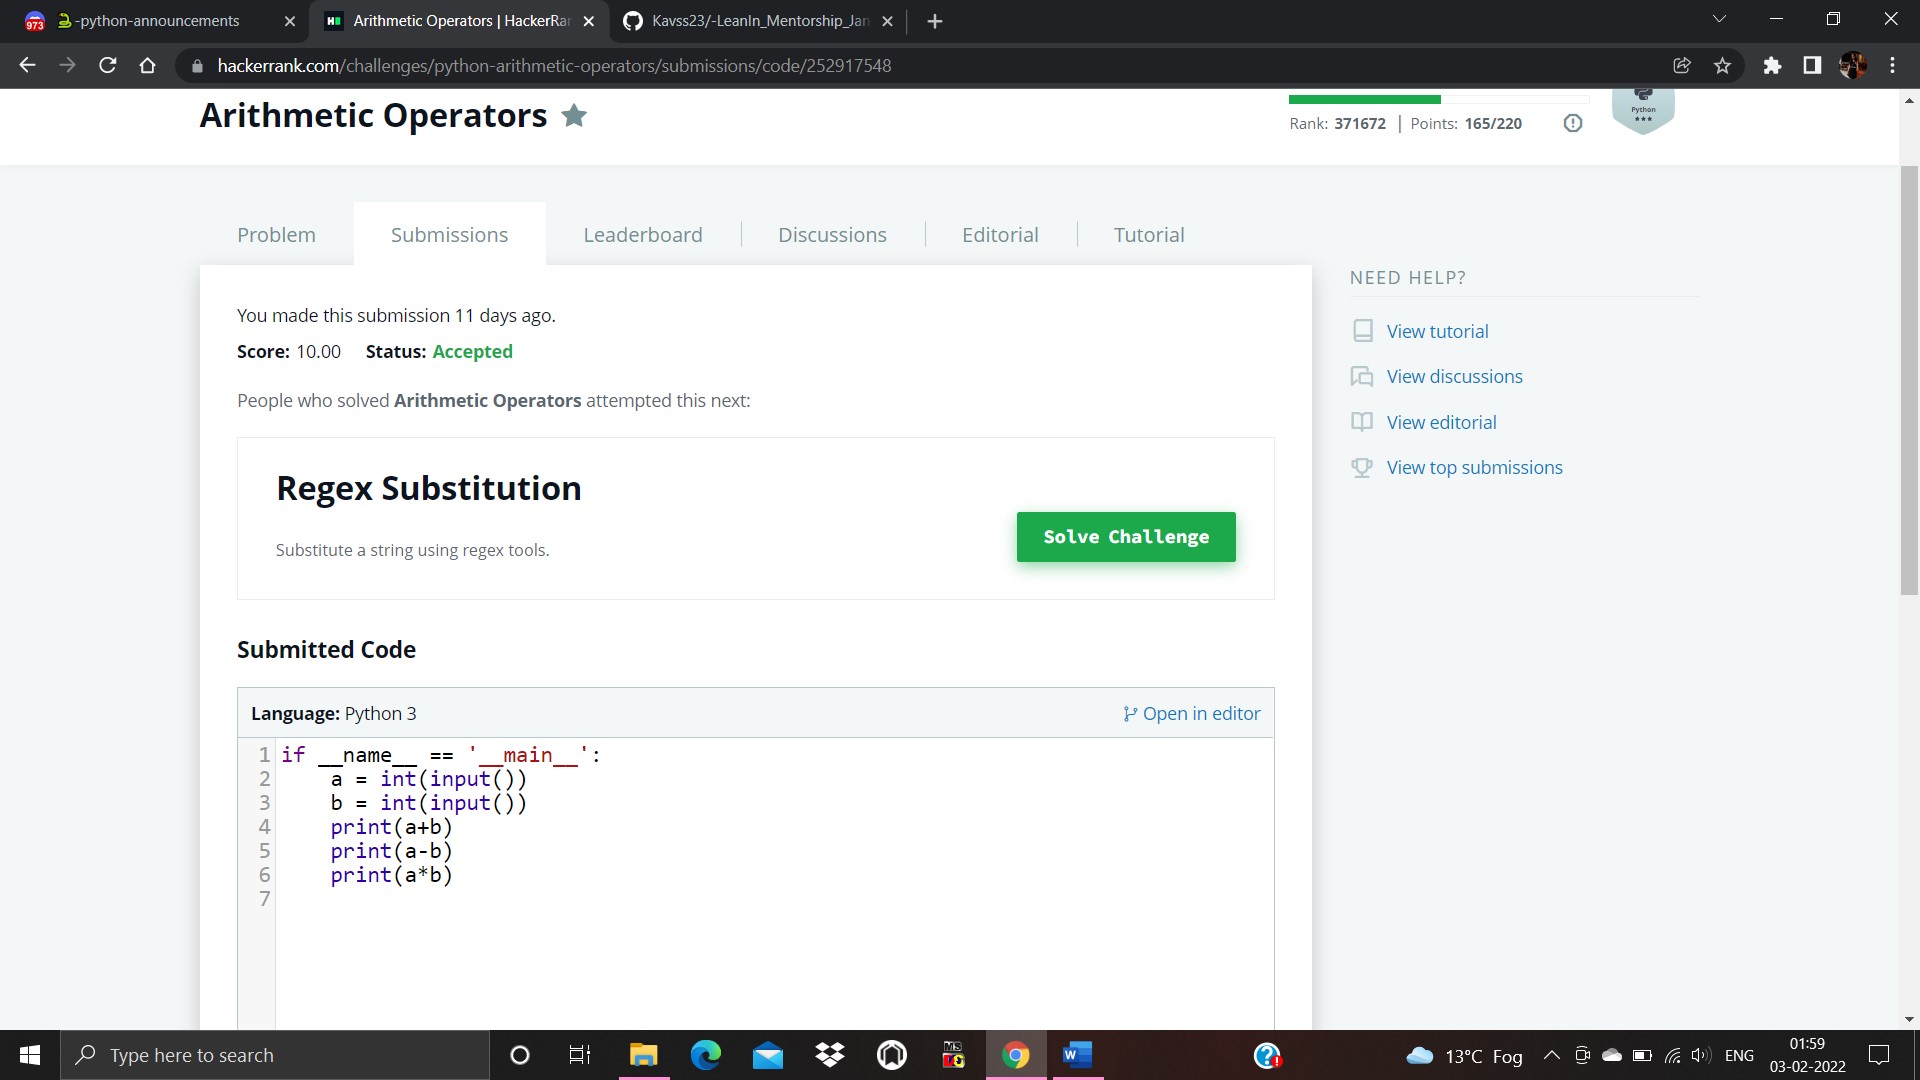 973 -python-announcements
Arithmetic Operators | HackerRan
Kavss23/-LeanIn_Mentorship_Jan
hackerrank.com/challenges/python-arithmetic-operators/submissions/code/252917548
Arithmetic Operators
Rank: 371672 | Points: 165/220
Python
Problem
Submissions
Leaderboard
Discussions
Editorial
Tutorial
You made this submission 11 days ago.
Score: 10.00 Status: Accepted
People who solved Arithmetic Operators attempted this next:
Regex Substitution
Substitute a string using regex tools.
Solve Challenge
NEED HELP?
View tutorial
View discussions
View editorial
View top submissions
Submitted Code
Language: Python 3
Open in editor
1 if __name__ == '__main__':
2     a = int(input())
3     b = int(input())
4     print(a+b)
5     print(a-b)
6     print(a*b)
7
Type here to search
13°C Fog
ENG
01:59
03-02-2022